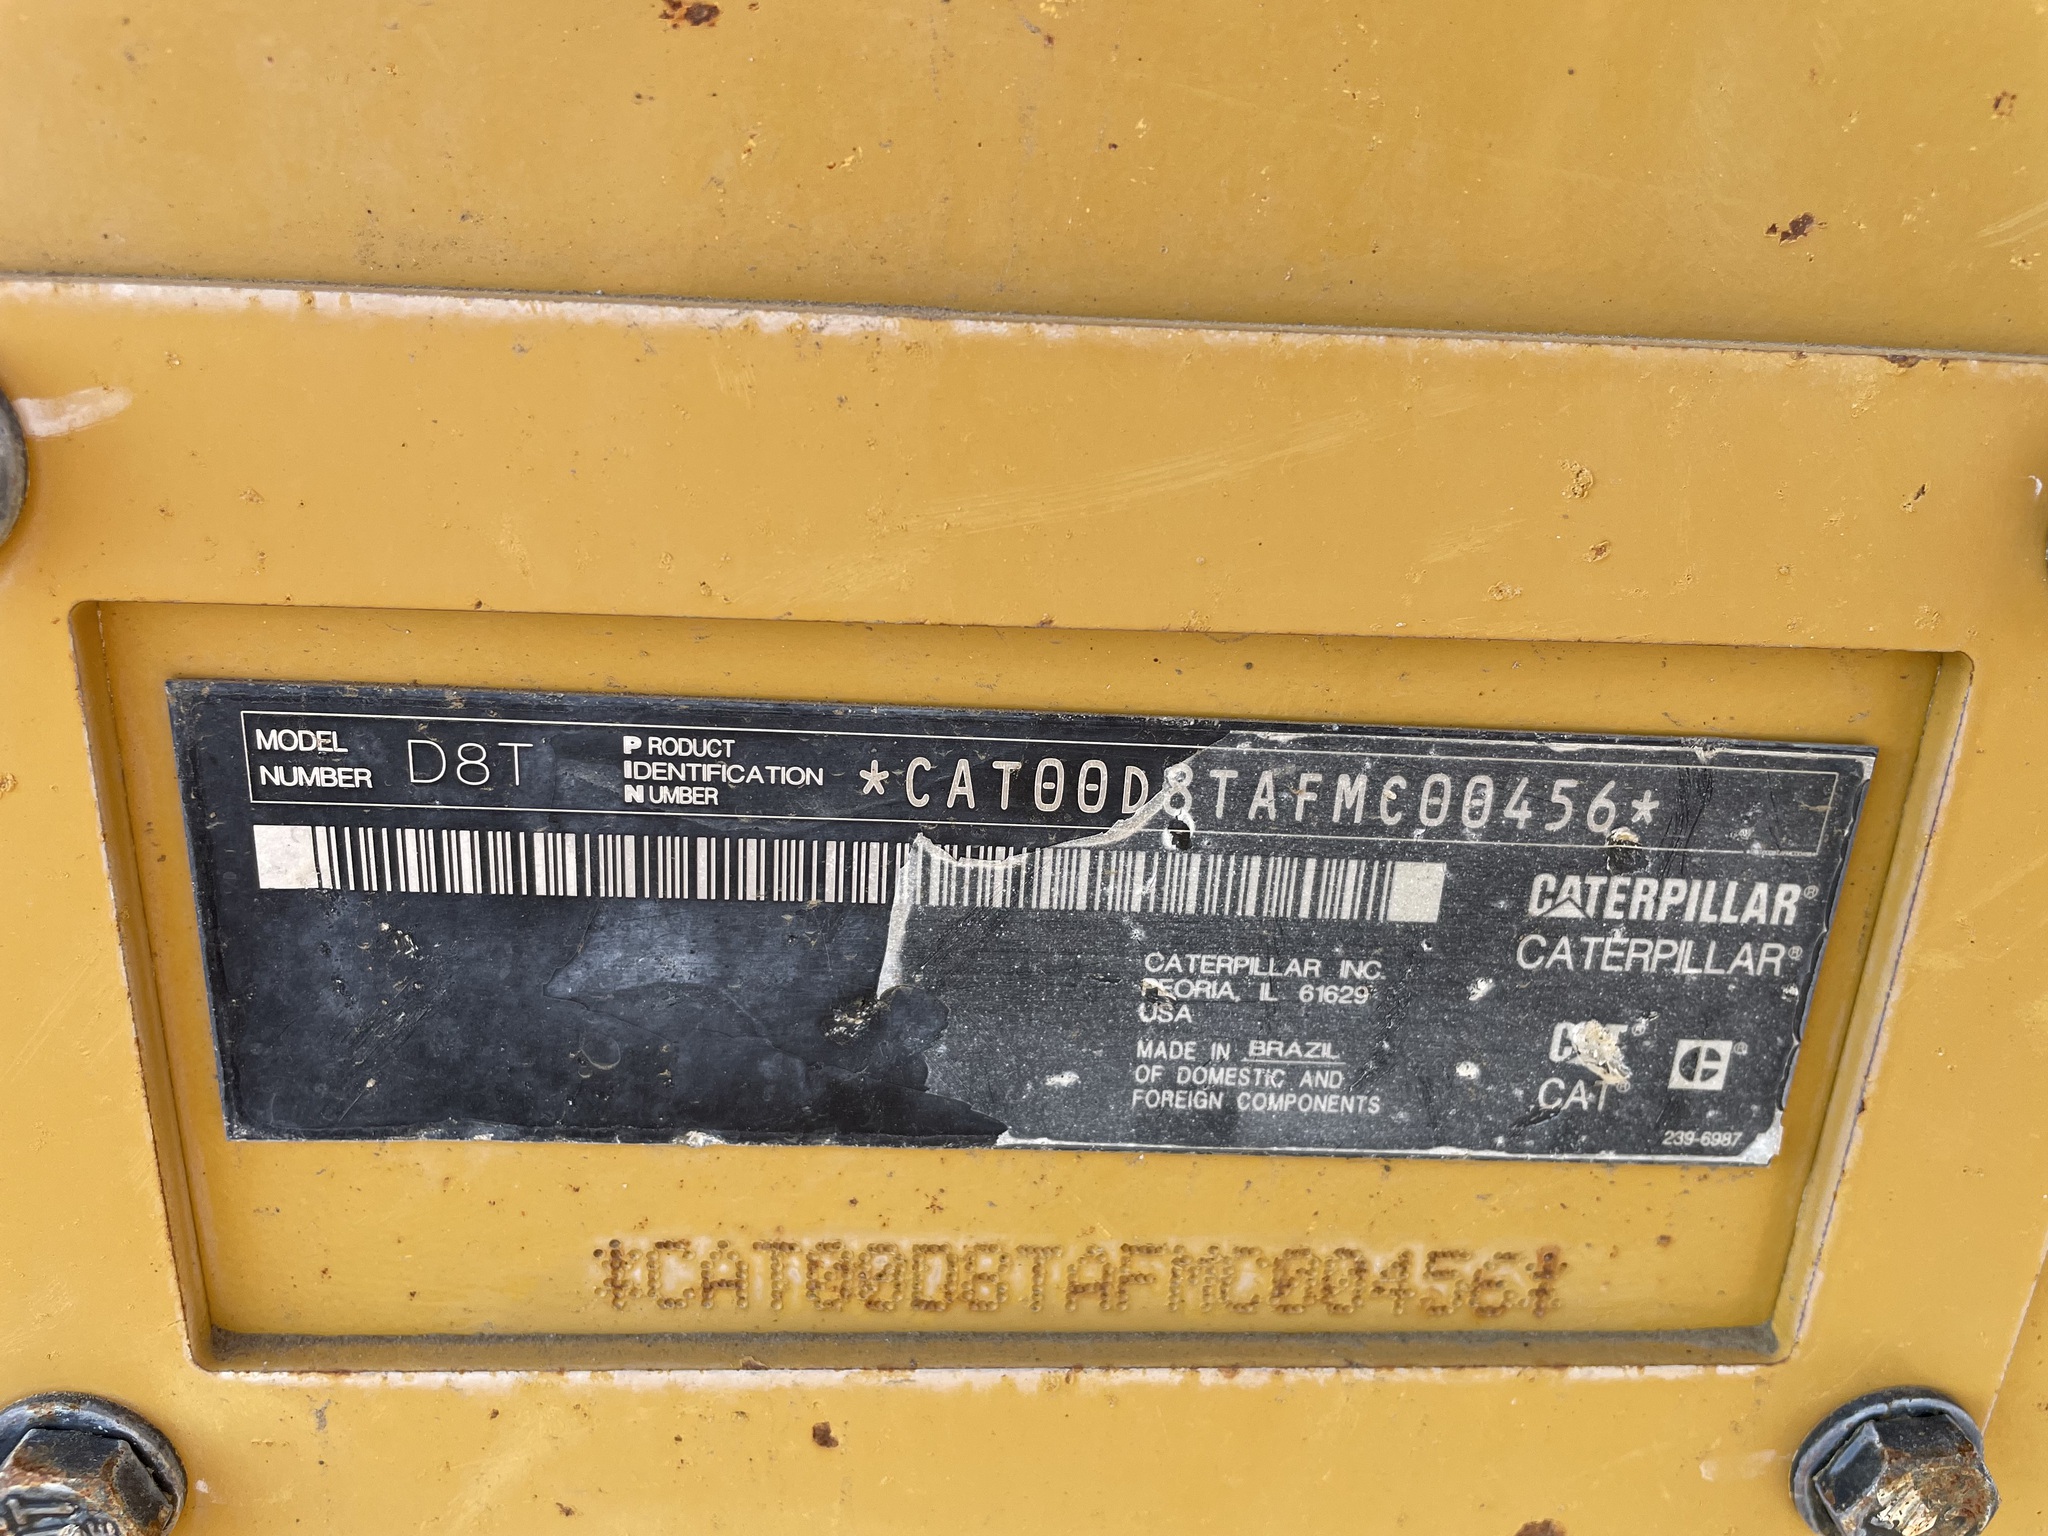 MODEL NUMBER D8T
PRODUCT IDENTIFICATION NUMBER *CAT00D8TAFMC00456*
CATERPILLAR®
CATERPILLAR®
CATERPILLAR INC.
PEORIA, IL 61629
USA
MADE IN BRAZIL
OF DOMESTIC AND
FOREIGN COMPONENTS
CAT®
CAT®
239-6987
*CAT00D8TAFMC00456*